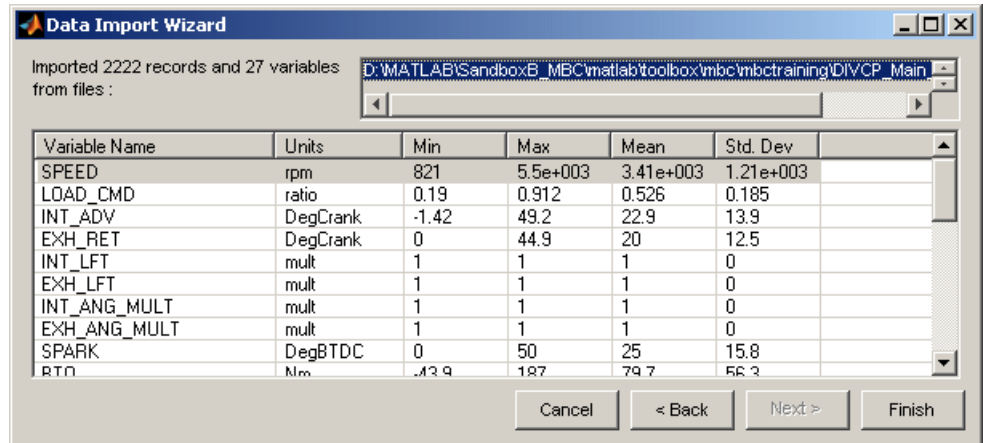 Data Import Wizard
Imported 2222 records and 27 variables
from files :
D:\MATLAB\SandboxB_MBC\matlab\toolbox\mbc\mbctraining\DIVCP_Main_
Variable Name Units Min Max Mean Std. Dev
SPEED rpm 821 5.5e+003 3.41e+003 1.21e+003
LOAD_CMD ratio 0.19 0.912 0.526 0.185
INT_ADV DegCrank -1.42 49.2 22.9 13.9
EXH_RET DegCrank 0 44.9 20 12.5
INT_LFT mult 1 1 1 0
EXH_LFT mult 1 1 1 0
INT_ANG_MULT mult 1 1 1 0
EXH_ANG_MULT mult 1 1 1 0
SPARK DegBTDC 0 50 25 15.8
BTQ Nm -43.9 187 79.7 56.3
Cancel < Back Next > Finish